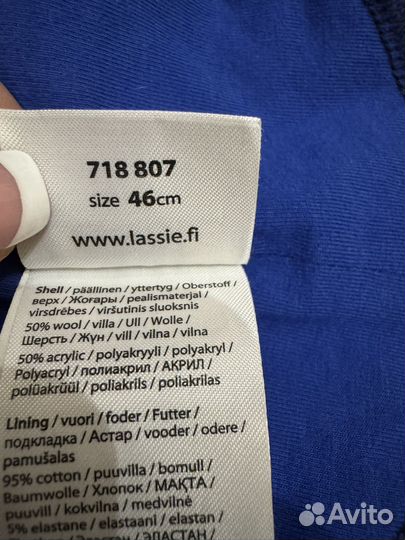 718 807
size 46cm
www.lassie.fi
Shell / päällinen / yttertyg / Oberstoff /
верх / Жоғары / pealismaterjal /
virsdrēbes / viršutinis sluoksnis
50% wool / villa / Ull / Wolle /
Шерсть / Жүн / vill / vilna / vilna
50% acrylic / polyakryyli / polyakryl /
Polyacryl / полиакрил / АКРИЛ /
polüakrüül / poliakrils / poliakrilas
Lining / vuori / foder / Futter /
подкладка / Астар / vooder / odere /
pamušalas
95% cotton / puuvilla / bomull /
Baumwolle / Хлопок / МАҚТА /
puuvill / kokvilna / medvilnė
5% elastane / elastaani / elastan /
Avito